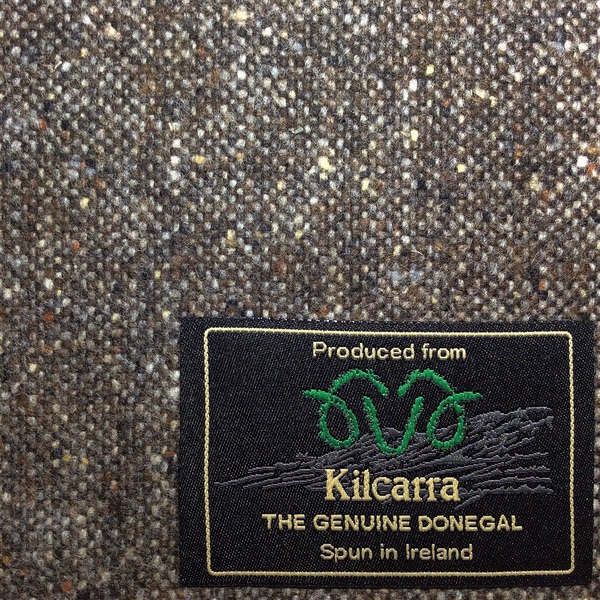 Produced from
Kilcarra
THE GENUINE DONEGAL
Spun in Ireland